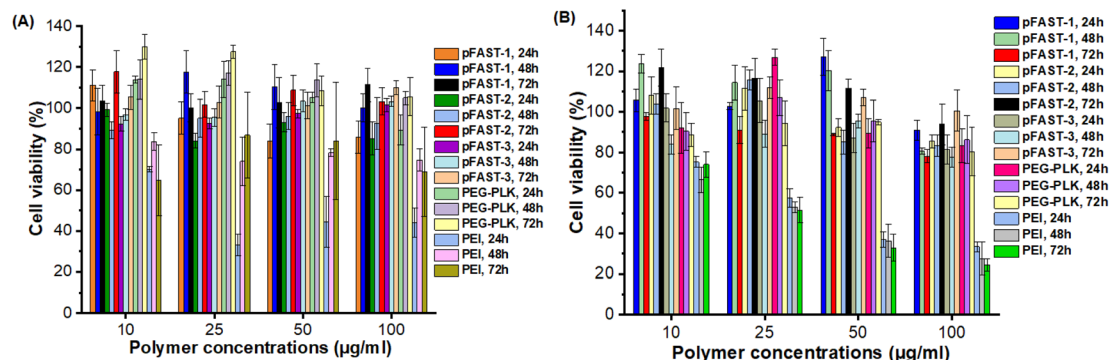 (A)
Cell viability (%)
140
120
100
80
60
40
20
0
10 25 50 100
Polymer concentrations (µg/ml)
pFAST-1, 24h
pFAST-1, 48h
pFAST-1, 72h
pFAST-2, 24h
pFAST-2, 48h
pFAST-2, 72h
pFAST-3, 24h
pFAST-3, 48h
pFAST-3, 72h
PEG-PLK, 24h
PEG-PLK, 48h
PEG-PLK, 72h
PEI, 24h
PEI, 48h
PEI, 72h
(B)
Cell viability (%)
140
120
100
80
60
40
20
0
10 25 50 100
Polymer concentrations (µg/ml)
pFAST-1, 24h
pFAST-1, 48h
pFAST-1, 72h
pFAST-2, 24h
pFAST-2, 48h
pFAST-2, 72h
pFAST-3, 24h
pFAST-3, 48h
pFAST-3, 72h
PEG-PLK, 24h
PEG-PLK, 48h
PEG-PLK, 72h
PEI, 24h
PEI, 48h
PEI, 72h